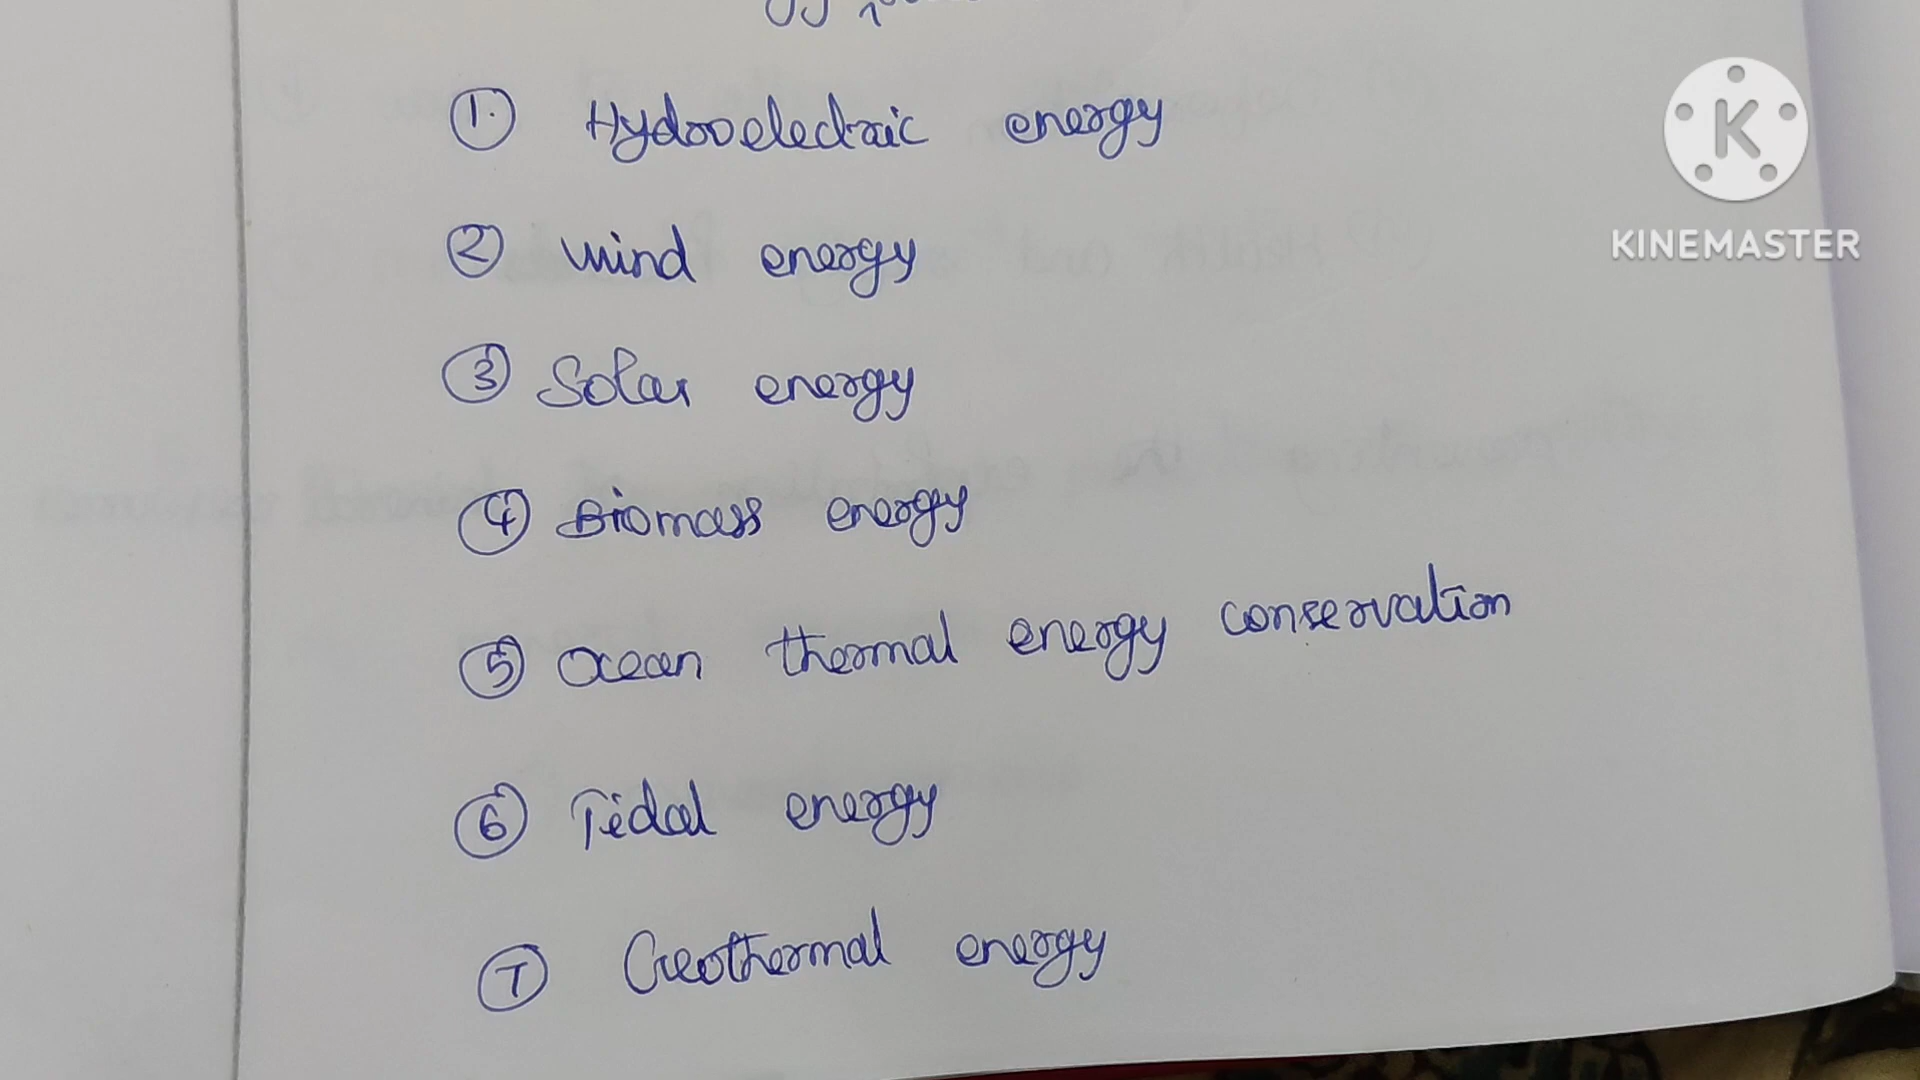 1. Hydroelectric energy
K
KINEMASTER
2 wind energy
3 Solar energy
4 Biomass energy
5 Ocean thermal energy conservation
6 Tidal energy
7 Geothermal energy